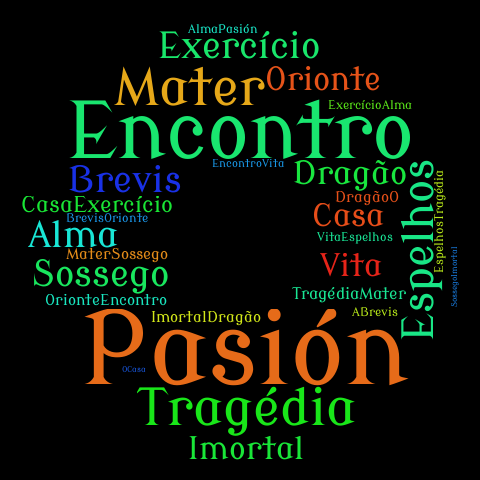 AlmaPasión
Exercício
Mater
Orionte
ExercícioAlma
Encontro
EncontroVita
Brevis
Dragão
DragãoO
CasaExercício
BrevisOrionte
Casa
Espelhos
EspelhosTragédia
Alma
VitaEspelhos
MaterSossego
Vita
SossegoImortal
Sossego
OrionteEncontro
TragédiaMater
ImortalDragão
ABrevis
Pasión
OCasa
Tragédia
Imortal